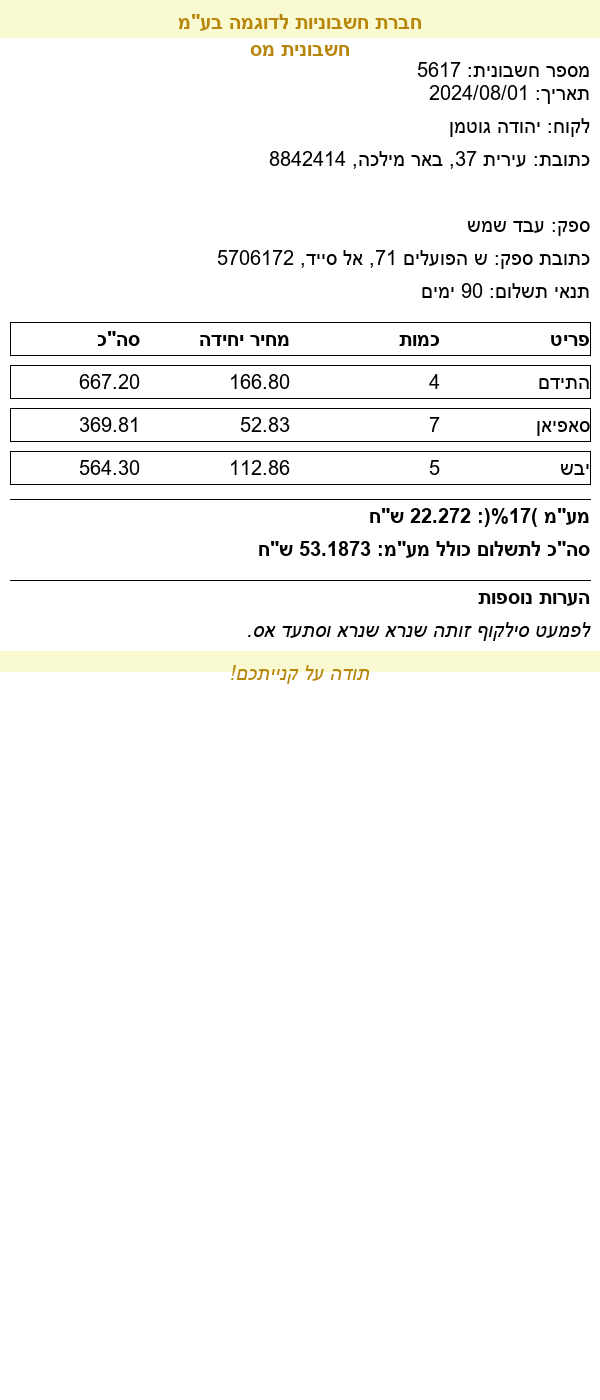 חברת חשבוניות לדוגמה בע"מ
חשבונית מס
מספר חשבונית: 5617
תאריך: 2024/08/01
לקוח: יהודה גוטמן
כתובת: עירית 37, באר מילכה, 8842414
ספק: עבד שמש
כתובת ספק: ש הפועלים 71, אל סייד, 5706172
תנאי תשלום: 90 ימים
פריט כמות מחיר יחידה סה"כ
התידם 4 166.80 667.20
סאפיאן 7 52.83 369.81
יבש 5 112.86 564.30
מע"מ )17%(: 22.272 ש"ח
סה"כ לתשלום כולל מע"מ: 53.1873 ש"ח
הערות נוספות
לפמעט סילקוף זותה שנרא שנרא וסתעד אס.
תודה על קנייתכם!